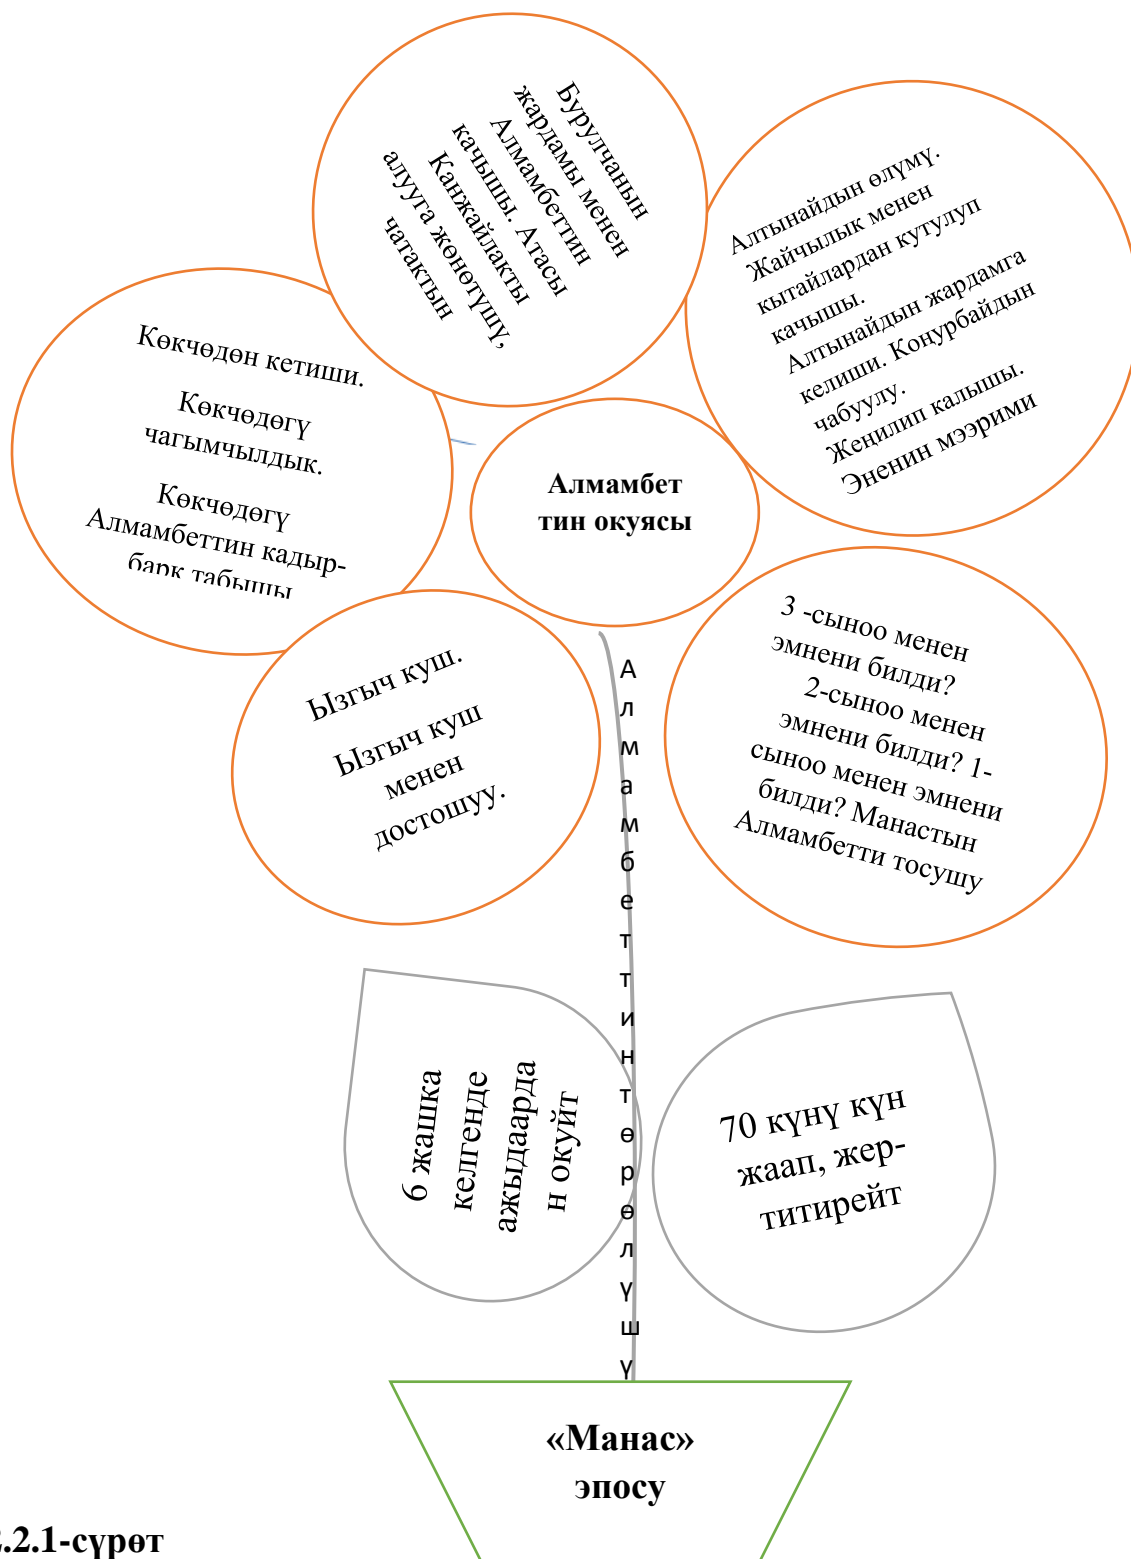 Бурулчанын
жардамы менен
Алмамбеттин
качышы. Атасы
Канжайлакты
алууга жөнөтүшү,
чатактын
Алтынайдын өлүмү.
Жайчылык менен
кытайлардан кутулуп
качышы.
Алтынайдын жардамга
келиши. Коңурбайдын
чабуулу.
Жеңилип калышы.
Эненин мээрими
Көкчөдөн кетиши.
Көкчөдөгү
чагымчылдык.
Көкчөдөгү
Алмамбеттин кадыр-
барк табышы
Алмамбет
тин окуясы
Ызгыч куш.
Ызгыч куш
менен
достошуу.
3 -сыноо менен
эмнени билди?
2-сыноо менен
эмнени билди? 1-
сыноо менен эмнени
билди? Манастын
Алмамбетти тосушу
А
л
м
а
м
б
е
т
т
и
н
т
ө
р
ө
л
ү
ш
ү
6 жашка
келгенде
ажыдаарда
н окуйт
70 күнү күн
жаап, жер-
титирейт
«Манас»
эпосу
.2.1-сүрөт